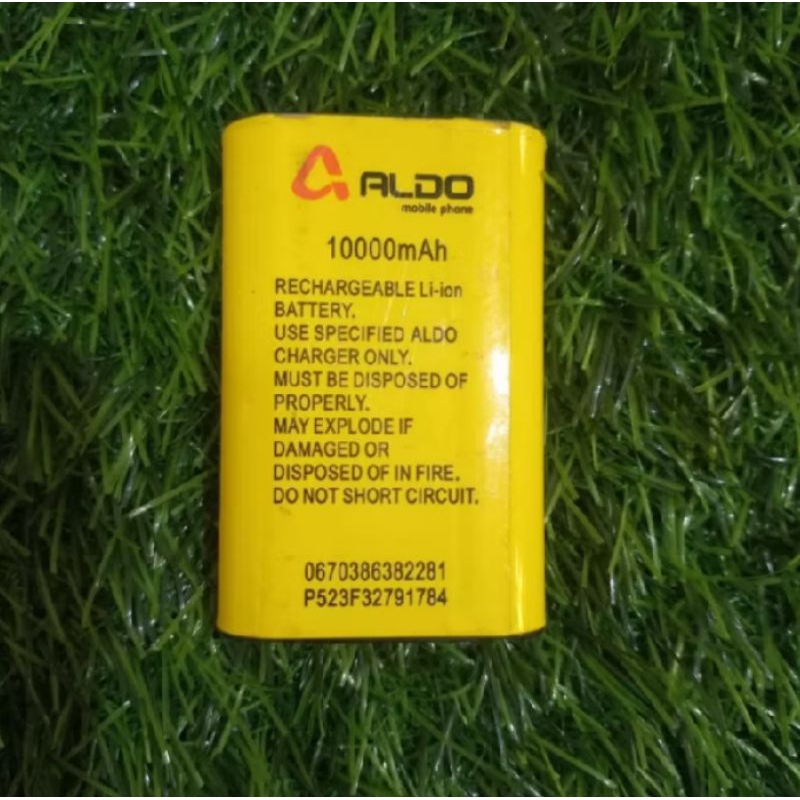 ALDO
mobile phone
10000mAh
RECHARGEABLE Li-ion
BATTERY.
USE SPECIFIED ALDO
CHARGER ONLY.
MUST BE DISPOSED OF
PROPERLY.
MAY EXPLODE IF
DAMAGED OR
DISPOSED OF IN FIRE.
DO NOT SHORT CIRCUIT.
0670386382281
P523F32791784